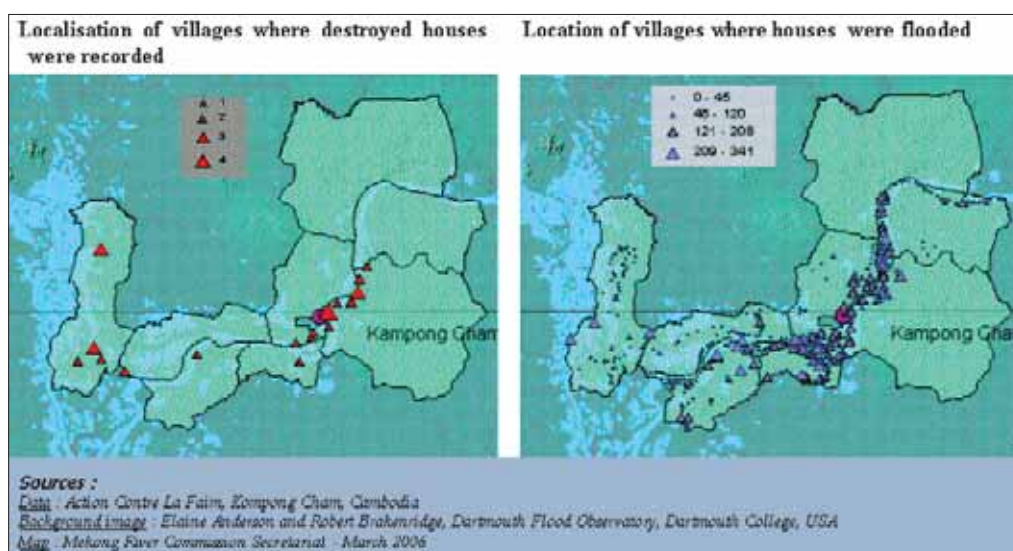 Localisation of villages where destroyed houses
were recorded
1
2
3
4
Kampong Cham
Location of villages where houses were flooded
0 - 45
46 - 120
121 - 208
209 - 341
Kampong Cham
Sources :
Data : Action Contre La Faim, Kompong Cham, Cambodia
Background image : Elaine Anderson and Robert Brakenridge, Dartmouth Flood Observatory, Dartmouth College, USA
Map : Mekong River Commission Secretariat - March 2006